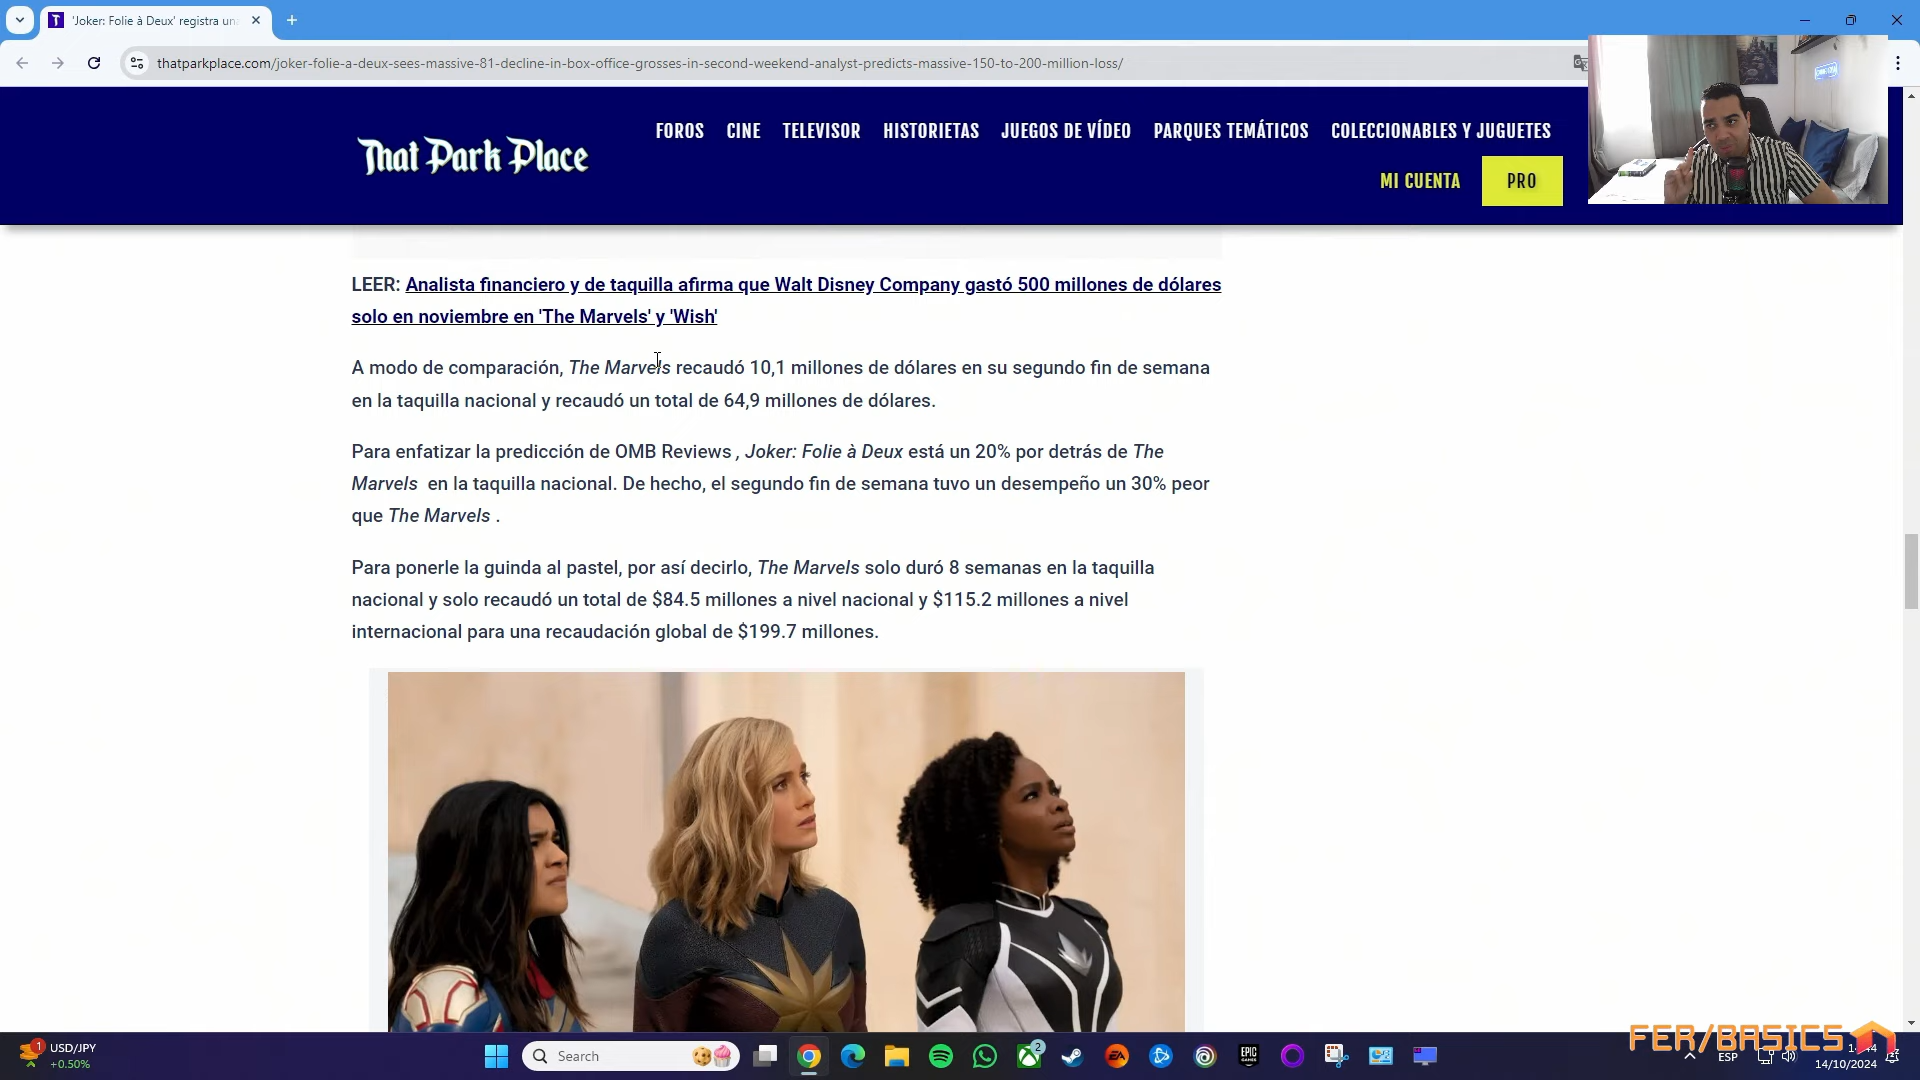 'Joker: Folie à Deux' registra una
thatparkplace.com/joker-folie-a-deux-sees-massive-81-decline-in-box-office-grosses-in-second-weekend-analyst-predicts-massive-150-to-200-million-loss/
That Park Place
FOROS CINE TELEVISOR HISTORIETAS JUEGOS DE VÍDEO PARQUES TEMÁTICOS COLECCIONABLES Y JUGUETES
MI CUENTA PRO
LEER: Analista financiero y de taquilla afirma que Walt Disney Company gastó 500 millones de dólares
solo en noviembre en 'The Marvels' y 'Wish'
A modo de comparación, The Marvels recaudó 10,1 millones de dólares en su segundo fin de semana
en la taquilla nacional y recaudó un total de 64,9 millones de dólares.
Para enfatizar la predicción de OMB Reviews , Joker: Folie à Deux está un 20% por detrás de The
Marvels en la taquilla nacional. De hecho, el segundo fin de semana tuvo un desempeño un 30% peor
que The Marvels .
Para ponerle la guinda al pastel, por así decirlo, The Marvels solo duró 8 semanas en la taquilla
nacional y solo recaudó un total de $84.5 millones a nivel nacional y $115.2 millones a nivel
internacional para una recaudación global de $199.7 millones.
1
USD/JPY
+0.50%
Search
2
EA
EPIC
GAMES
FER/BASICS
ESP
14/10/2024